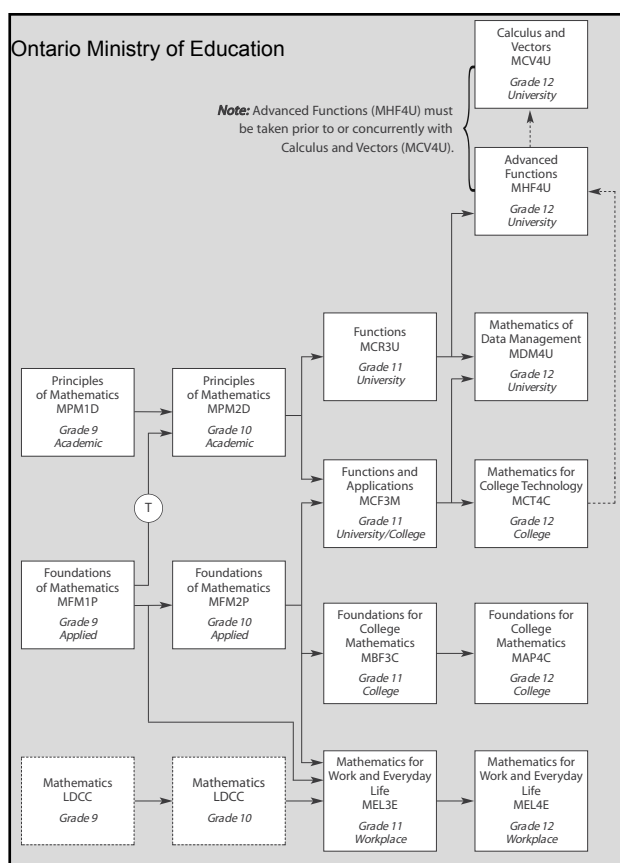 Ontario Ministry of Education
Calculus and
Vectors
MCV4U
Grade 12
University
Note: Advanced Functions (MHF4U) must
be taken prior to or concurrently with
Calculus and Vectors (MCV4U).
Advanced
Functions
MHF4U
Grade 12
University
Functions
MCR3U
Grade 11
University
Mathematics of
Data Management
MDM4U
Grade 12
University
Principles
of Mathematics
MPM1D
Grade 9
Academic
Principles
of Mathematics
MPM2D
Grade 10
Academic
Functions and
Applications
MCF3M
Grade 11
University/College
Mathematics for
College Technology
MCT4C
Grade 12
College
T
Foundations
of Mathematics
MFM1P
Grade 9
Applied
Foundations
of Mathematics
MFM2P
Grade 10
Applied
Foundations for
College
Mathematics
MBF3C
Grade 11
College
Foundations for
College
Mathematics
MAP4C
Grade 12
College
Mathematics
LDCC
Grade 9
Mathematics
LDCC
Grade 10
Mathematics for
Work and Everyday
Life
MEL3E
Grade 11
Workplace
Mathematics for
Work and Everyday
Life
MEL4E
Grade 12
Workplace